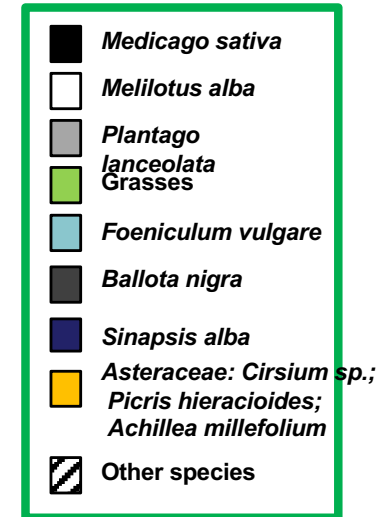 Medicago sativa
Melilotus alba
Plantago
lanceolata
Grasses
Foeniculum vulgare
Ballota nigra
Sinapsis alba
Asteraceae: Cirsium sp.;
Picris hieracioides;
Achillea millefolium
Other species